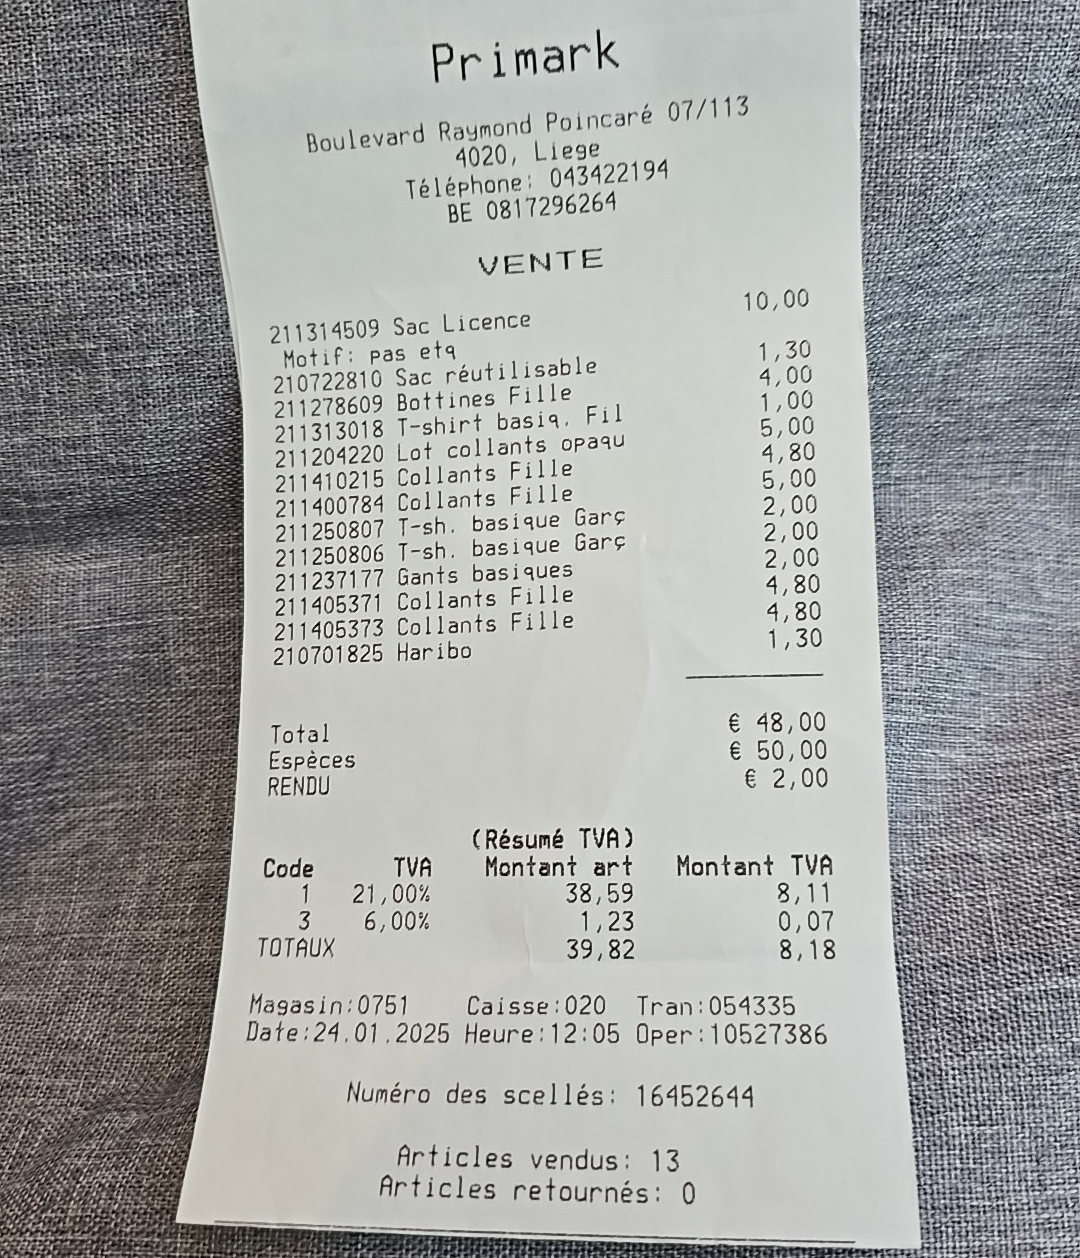 Primark
Boulevard Raymond Poincaré 07/113
4020, Liege
Téléphone: 043422194
BE 0817296264
VENTE
211314509 Sac Licence 10,00
Motif: pas etq
210722810 Sac réutilisable 1,30
211278609 Bottines Fille 4,00
211313018 T-shirt basiq. Fil 1,00
211204220 Lot collants opaqu 5,00
211410215 Collants Fille 4,80
211400784 Collants Fille 5,00
211250807 T-sh. basique Garç 2,00
211250806 T-sh. basique Garç 2,00
211237177 Gants basiques 2,00
211405371 Collants Fille 4,80
211405373 Collants Fille 4,80
210701825 Haribo 1,30
Total € 48,00
Espèces € 50,00
RENDU € 2,00
(Résumé TVA)
Code TVA Montant art Montant TVA
1 21,00% 38,59 8,11
3 6,00% 1,23 0,07
TOTAUX 39,82 8,18
Magasin:0751 Caisse:020 Tran:054335
Date:24.01.2025 Heure:12:05 Oper:10527386
Numéro des scellés: 16452644
Articles vendus: 13
Articles retournés: 0